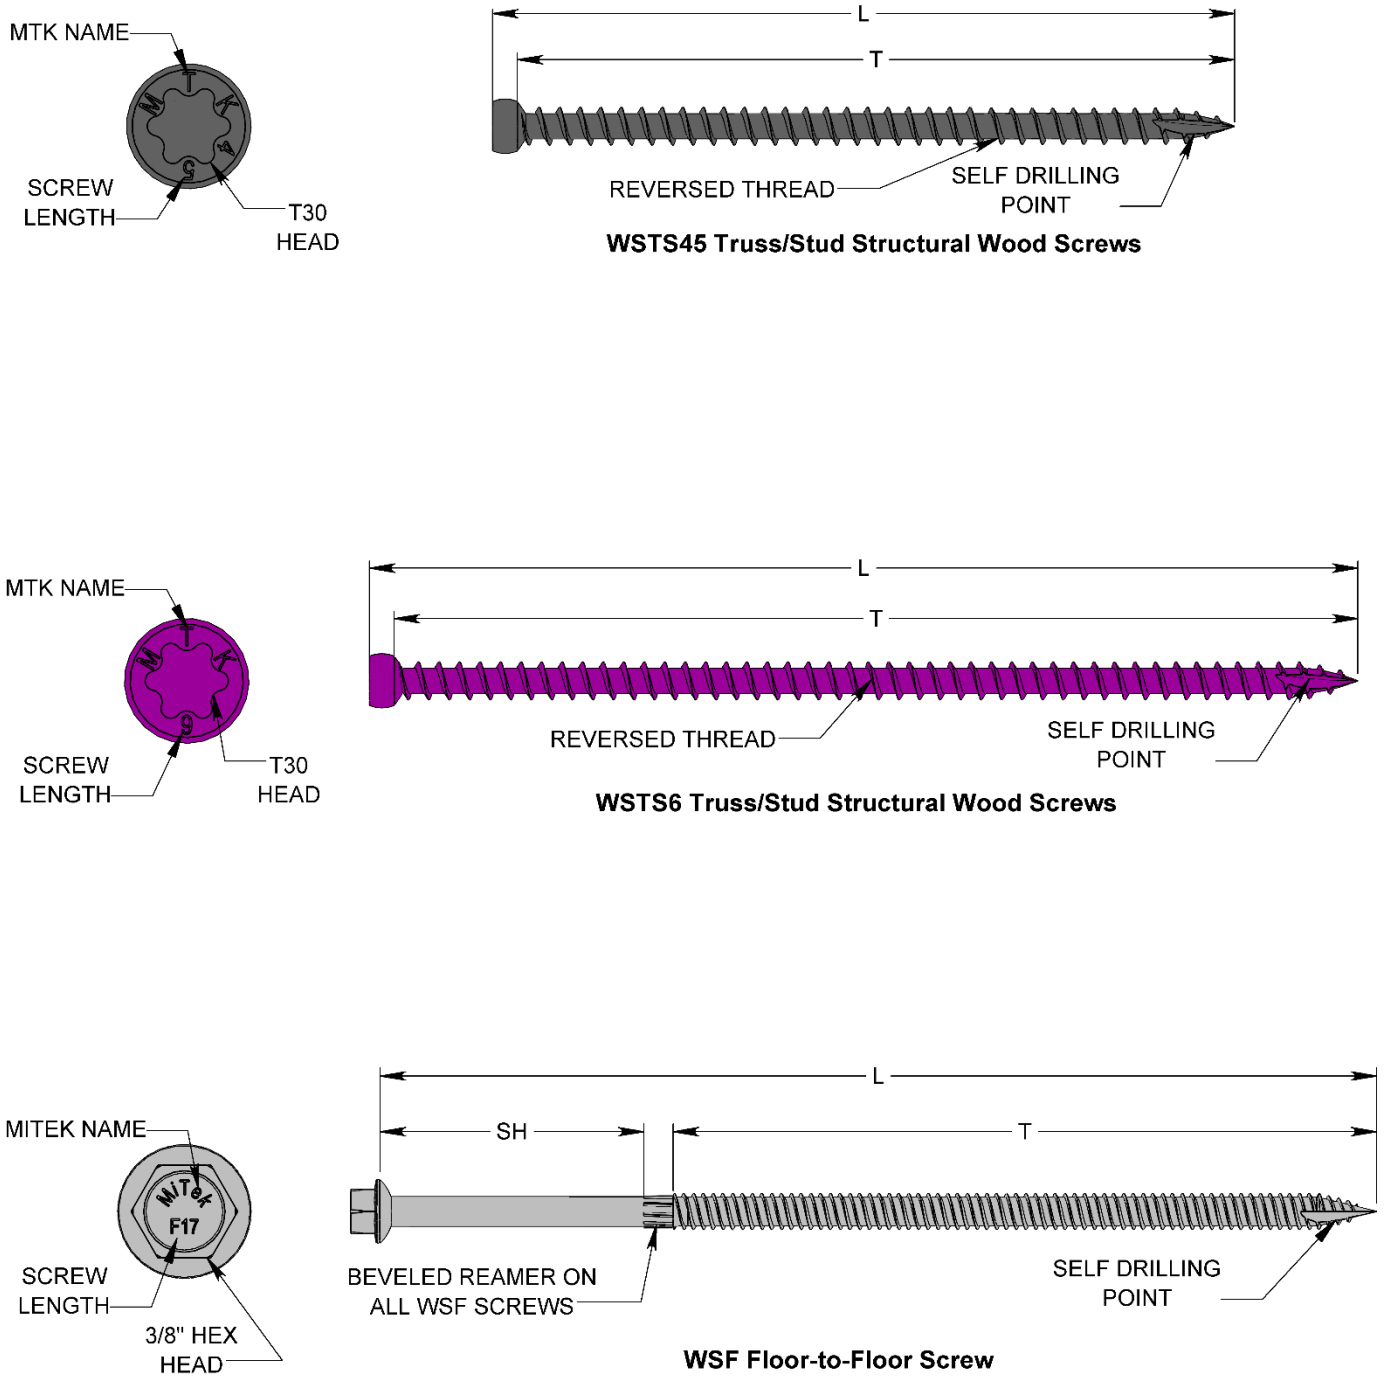 L
MTK NAME
T
M T K 4 5
SCREW
LENGTH
T30
HEAD
REVERSED THREAD
SELF DRILLING
POINT
WSTS45 Truss/Stud Structural Wood Screws
L
MTK NAME
T
M T K 6
SCREW
LENGTH
T30
HEAD
REVERSED THREAD
SELF DRILLING
POINT
WSTS6 Truss/Stud Structural Wood Screws
L
MITEK NAME
SH
T
MiTek
F17
SCREW
LENGTH
3/8" HEX
HEAD
BEVELED REAMER ON
ALL WSF SCREWS
SELF DRILLING
POINT
WSF Floor-to-Floor Screw